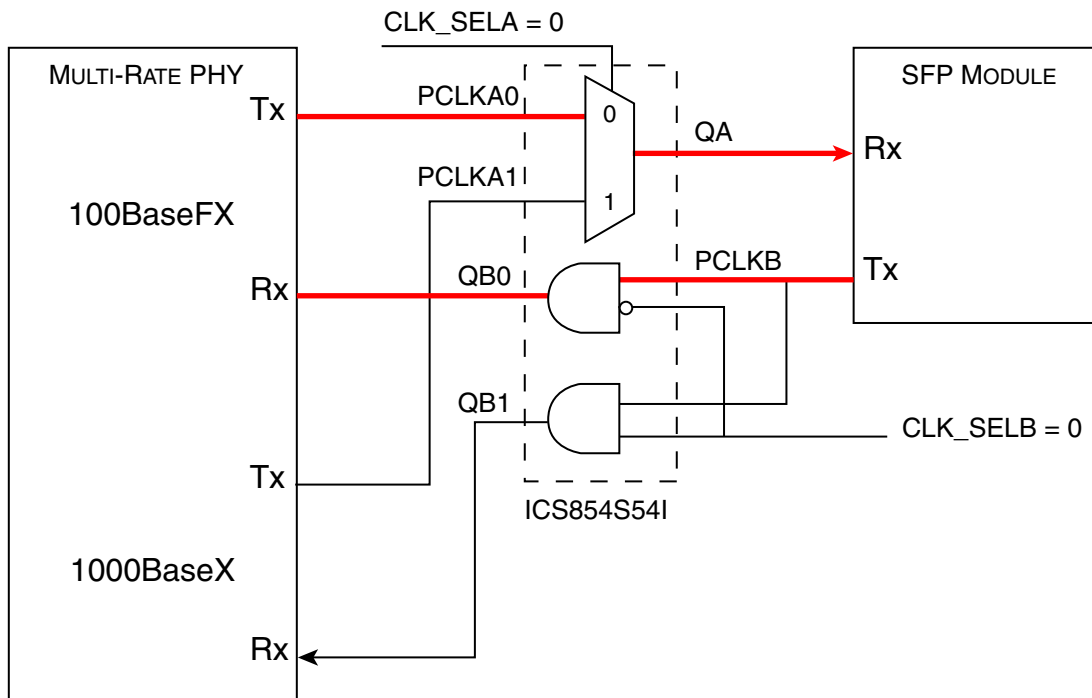 CLK_SELA = 0
MULTI-RATE PHY
SFP MODULE
Tx
PCLKA0
0
QA
Rx
PCLKA1
1
100BaseFX
PCLKB
Tx
QB0
Rx
QB1
CLK_SELB = 0
Tx
ICS854S54I
1000BaseX
Rx